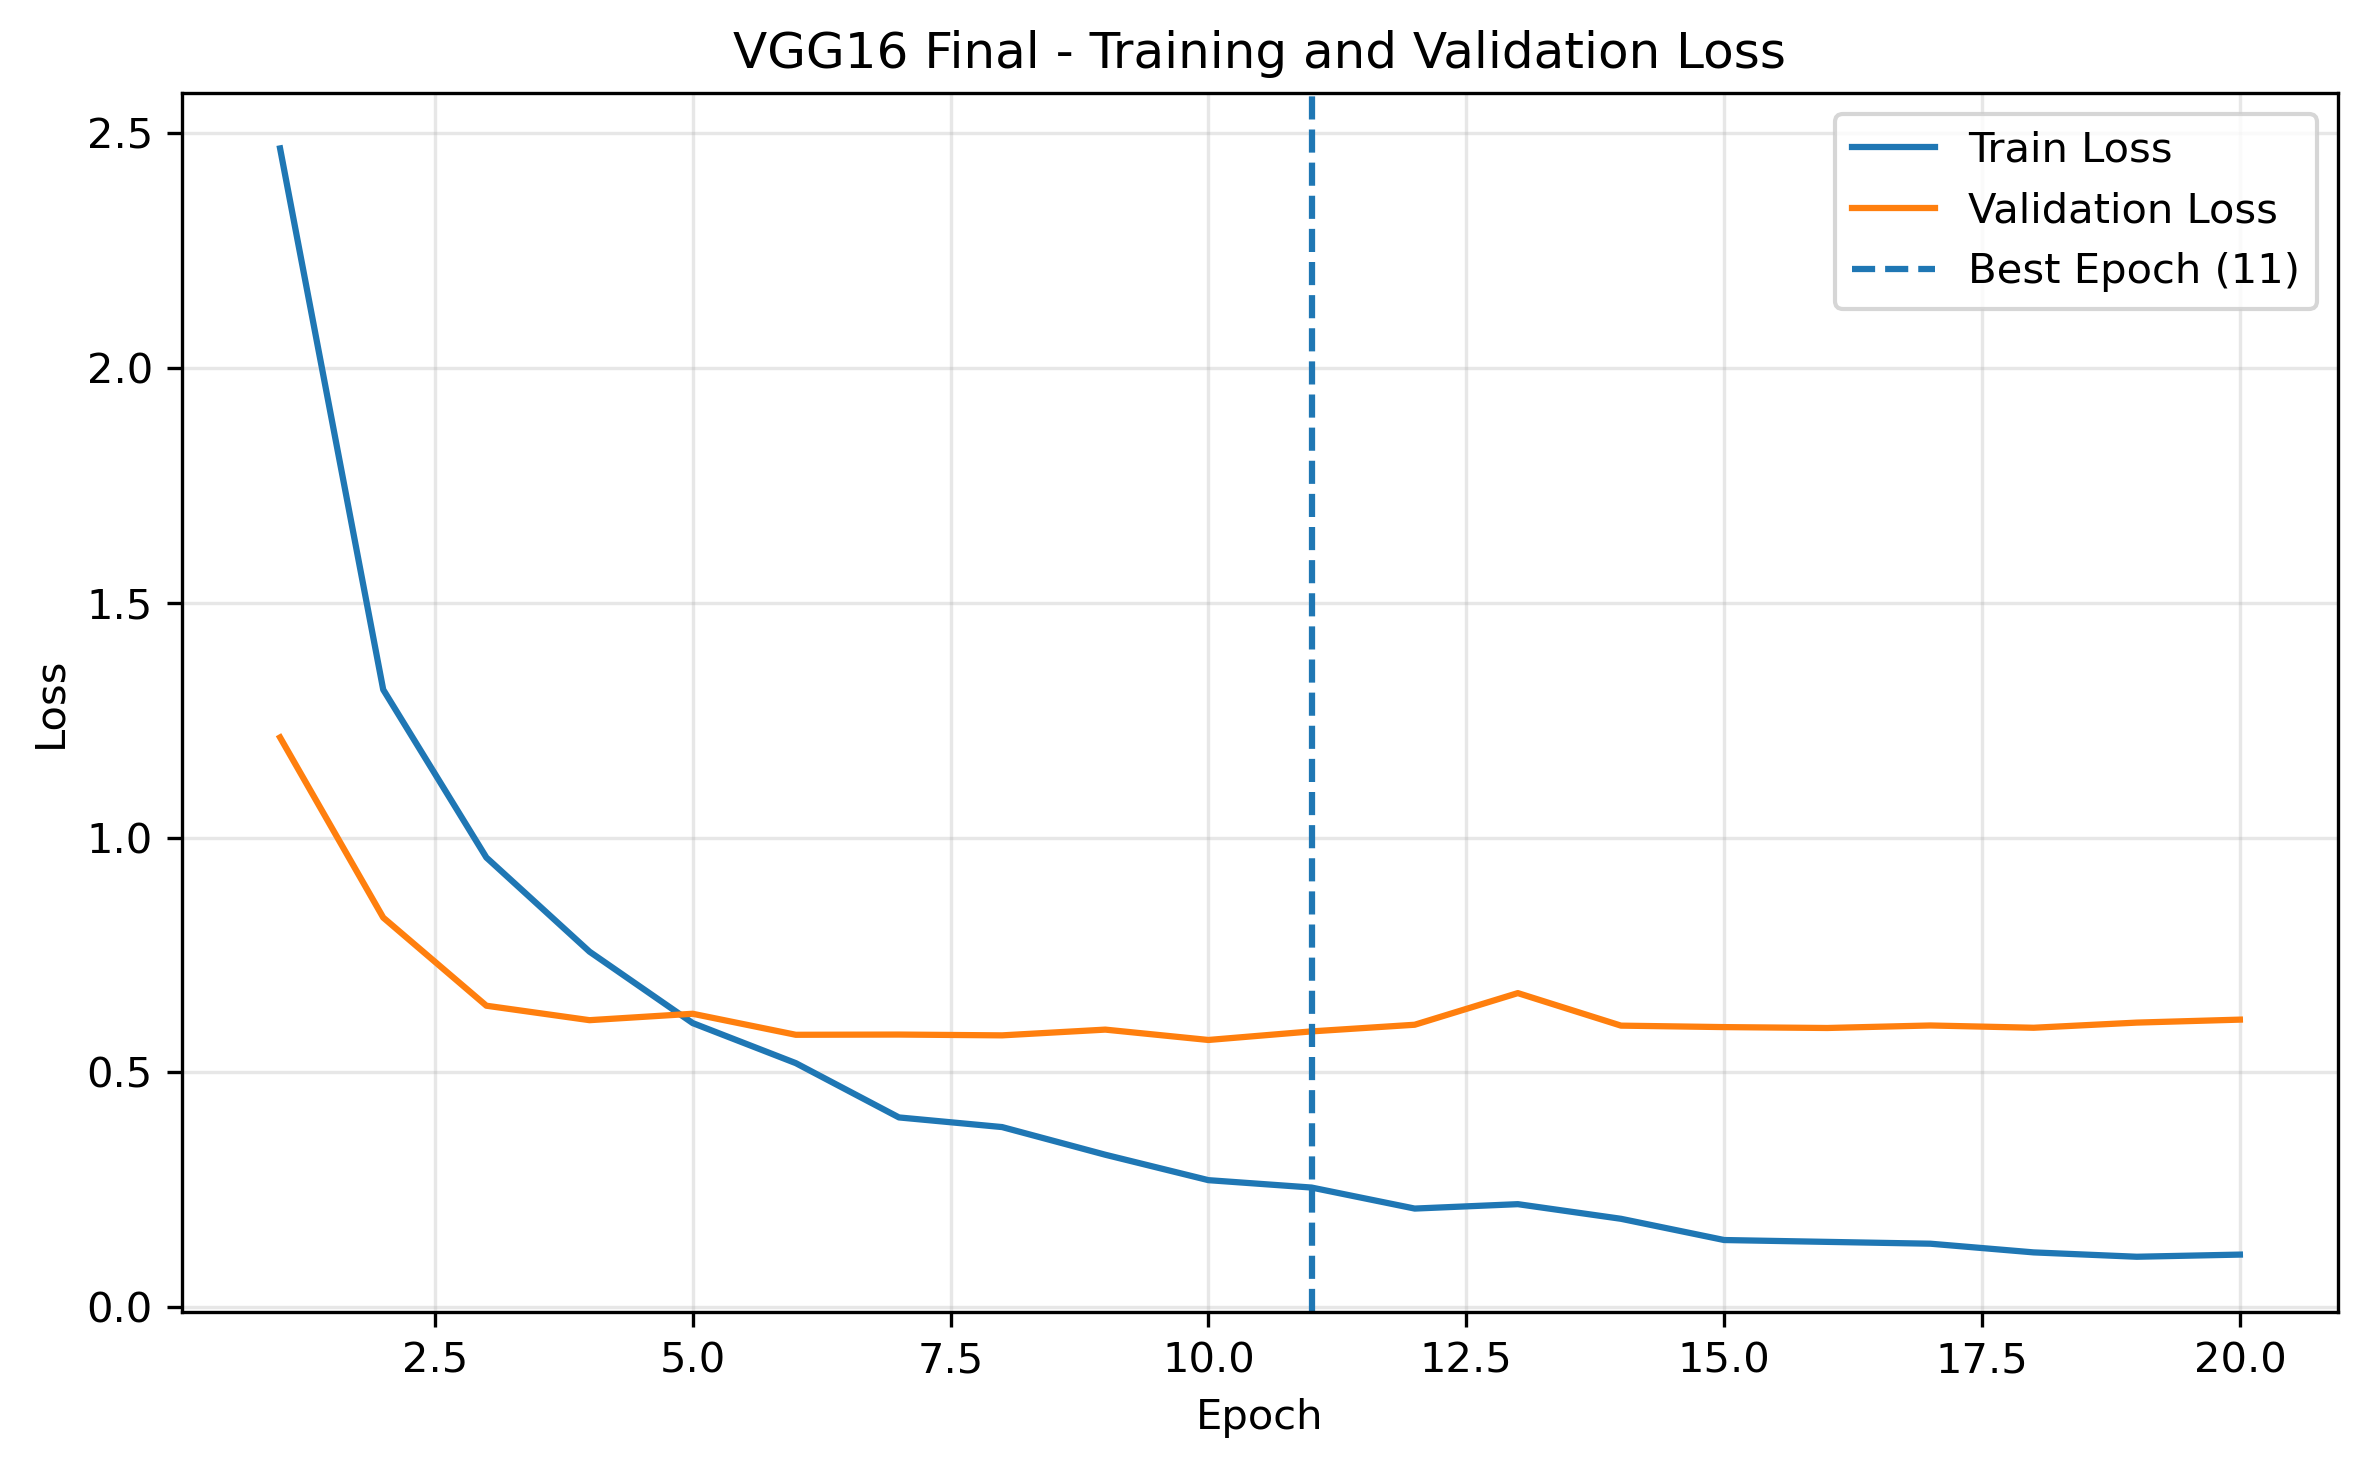 VGG16 Final - Training and Validation Loss
Train Loss
Validation Loss
Best Epoch (11)
Loss
2.5
2.0
1.5
1.0
0.5
0.0
2.5 5.0 7.5 10.0 12.5 15.0 17.5 20.0
Epoch